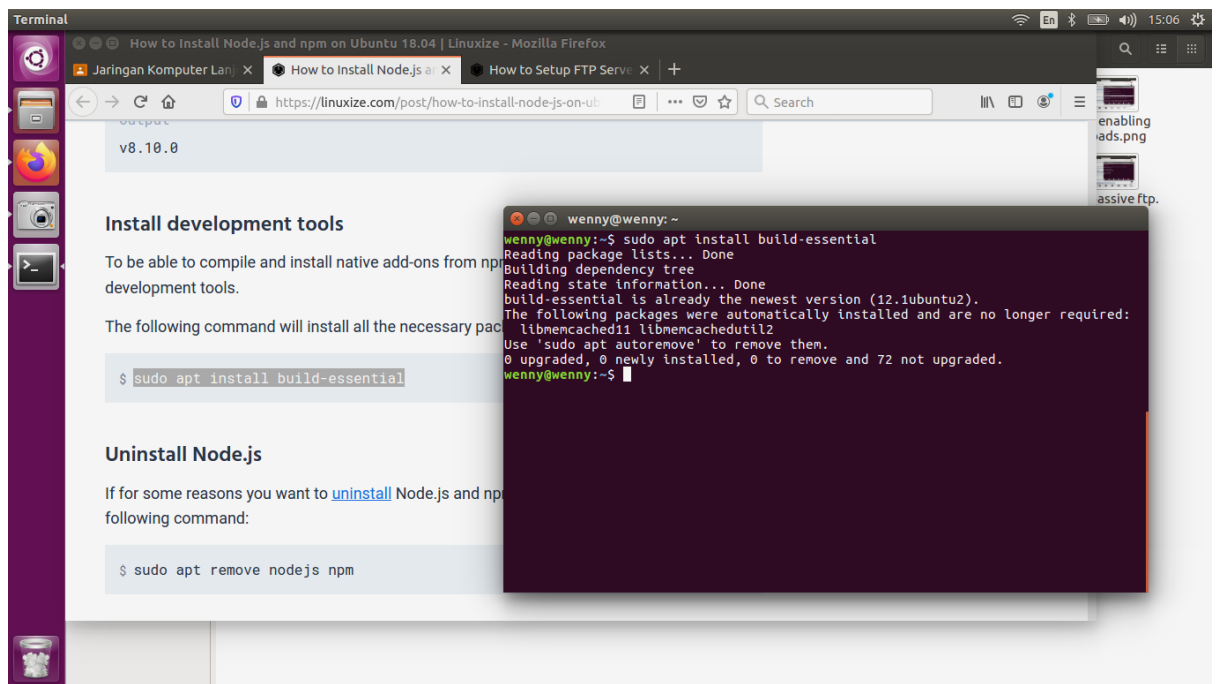 Terminal
En
15:06
How to Install Node.js and npm on Ubuntu 18.04 | Linuxize - Mozilla Firefox
Jaringan Komputer Lanj
How to Install Node.js a
How to Setup FTP Serve
https://linuxize.com/post/how-to-install-node-js-on-ub
Search
output
v8.10.0
Install development tools
To be able to compile and install native add-ons from npm
development tools.
The following command will install all the necessary pac
$ sudo apt install build-essential
Uninstall Node.js
If for some reasons you want to uninstall Node.js and np
following command:
$ sudo apt remove nodejs npm
wenny@wenny: ~
wenny@wenny:~$ sudo apt install build-essential
Reading package lists... Done
Building dependency tree
Reading state information... Done
build-essential is already the newest version (12.1ubuntu2).
The following packages were automatically installed and are no longer required:
  libmemcached11 libmemcachedutil2
Use 'sudo apt autoremove' to remove them.
0 upgraded, 0 newly installed, 0 to remove and 72 not upgraded.
wenny@wenny:~$
enabling
ads.png
assive ftp.